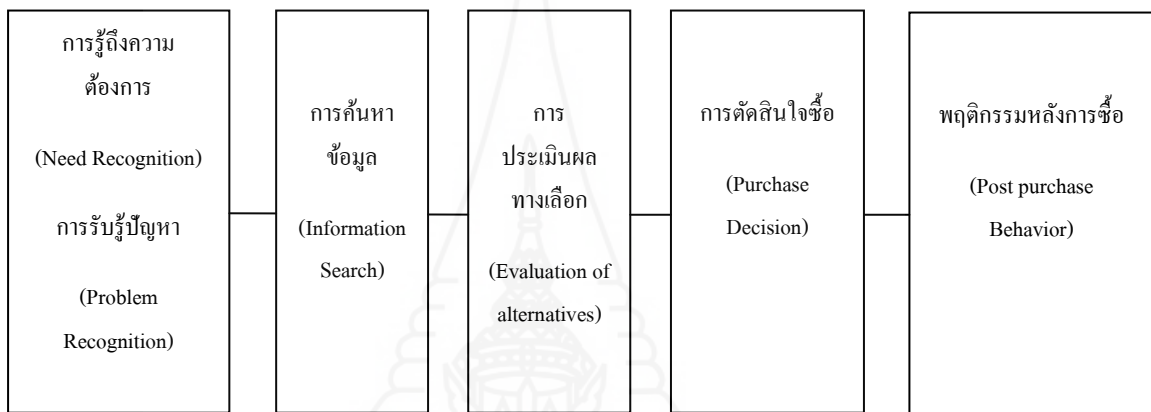 การรู้ถึงความ
ต้องการ
(Need Recognition)
การรับรู้ปัญหา
(Problem
Recognition)
การค้นหา
ข้อมูล
(Information
Search)
การ
ประเมินผล
ทางเลือก
(Evaluation of
alternatives)
การตัดสินใจซื้อ
(Purchase
Decision)
พฤติกรรมหลังการซื้อ
(Post purchase
Behavior)